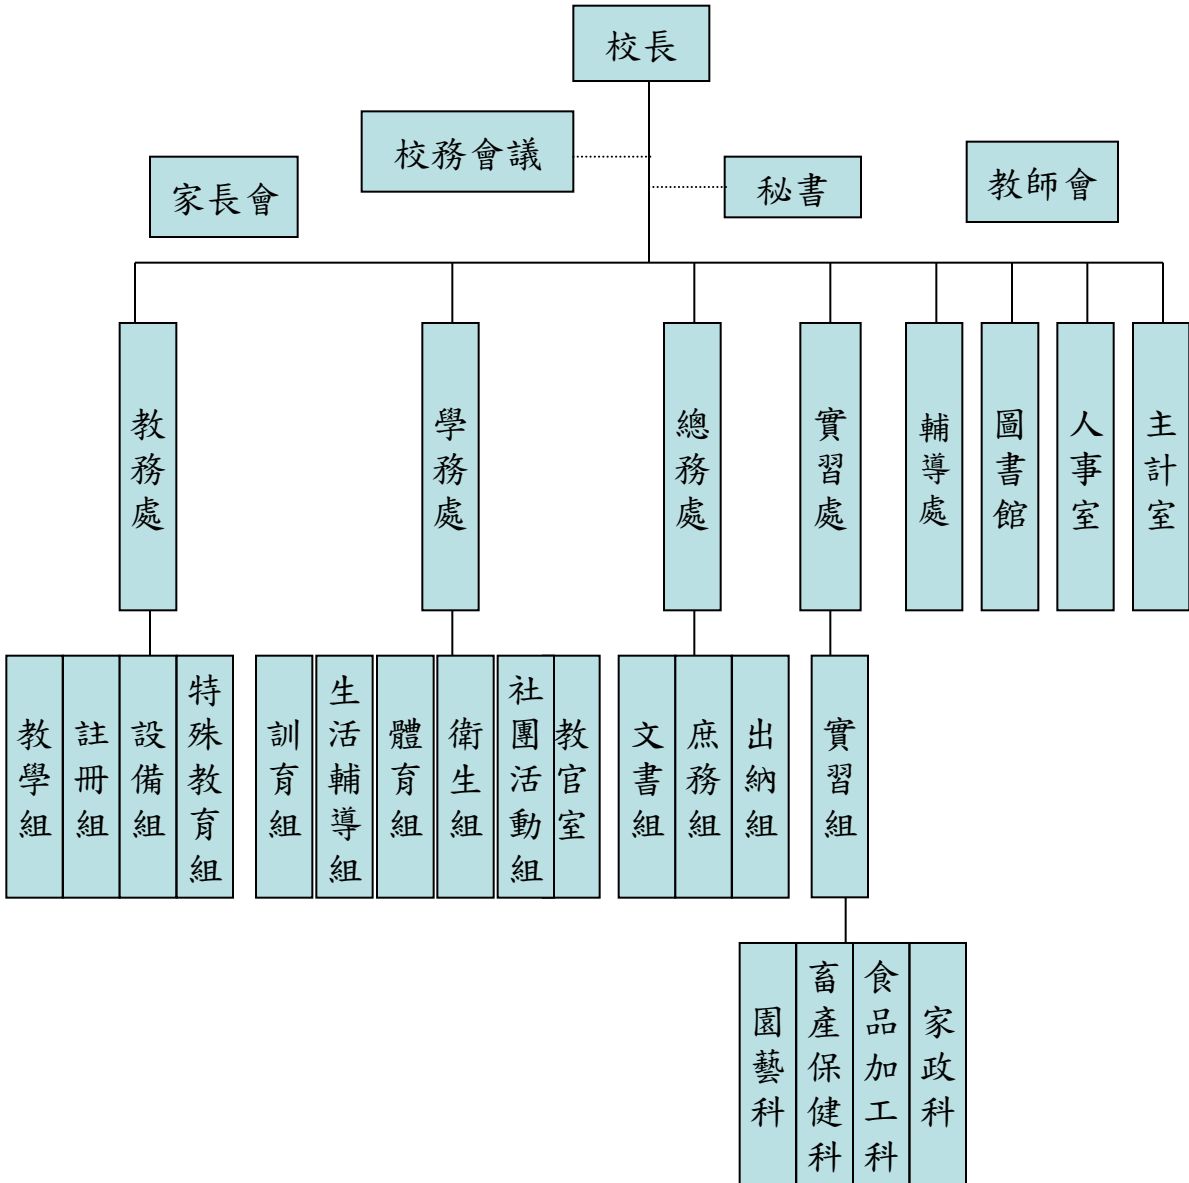 校長
校務會議
家長會
秘書
教師會
教務處
學務處
總務處
實習處
輔導處
圖書館
人事室
主計室
教學組
註冊組
設備組
特殊教育組
訓育組
生活輔導組
體育組
衛生組
社團活動組
教官室
文書組
庶務組
出納組
實習組
園藝科
畜產保健科
食品加工科
家政科